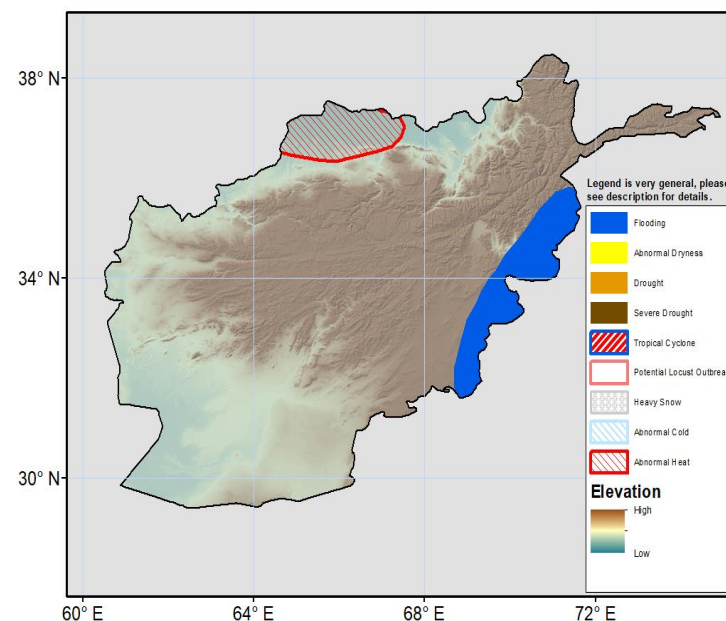 38° N
34° N
30° N
60° E
64° E
68° E
72° E
Legend is very general, please
see description for details.
Flooding
Abnormal Dryness
Drought
Severe Drought
Tropical Cyclone
Potential Locust Outbrea
Heavy Snow
Abnormal Cold
Abnormal Heat
Elevation
High
Low